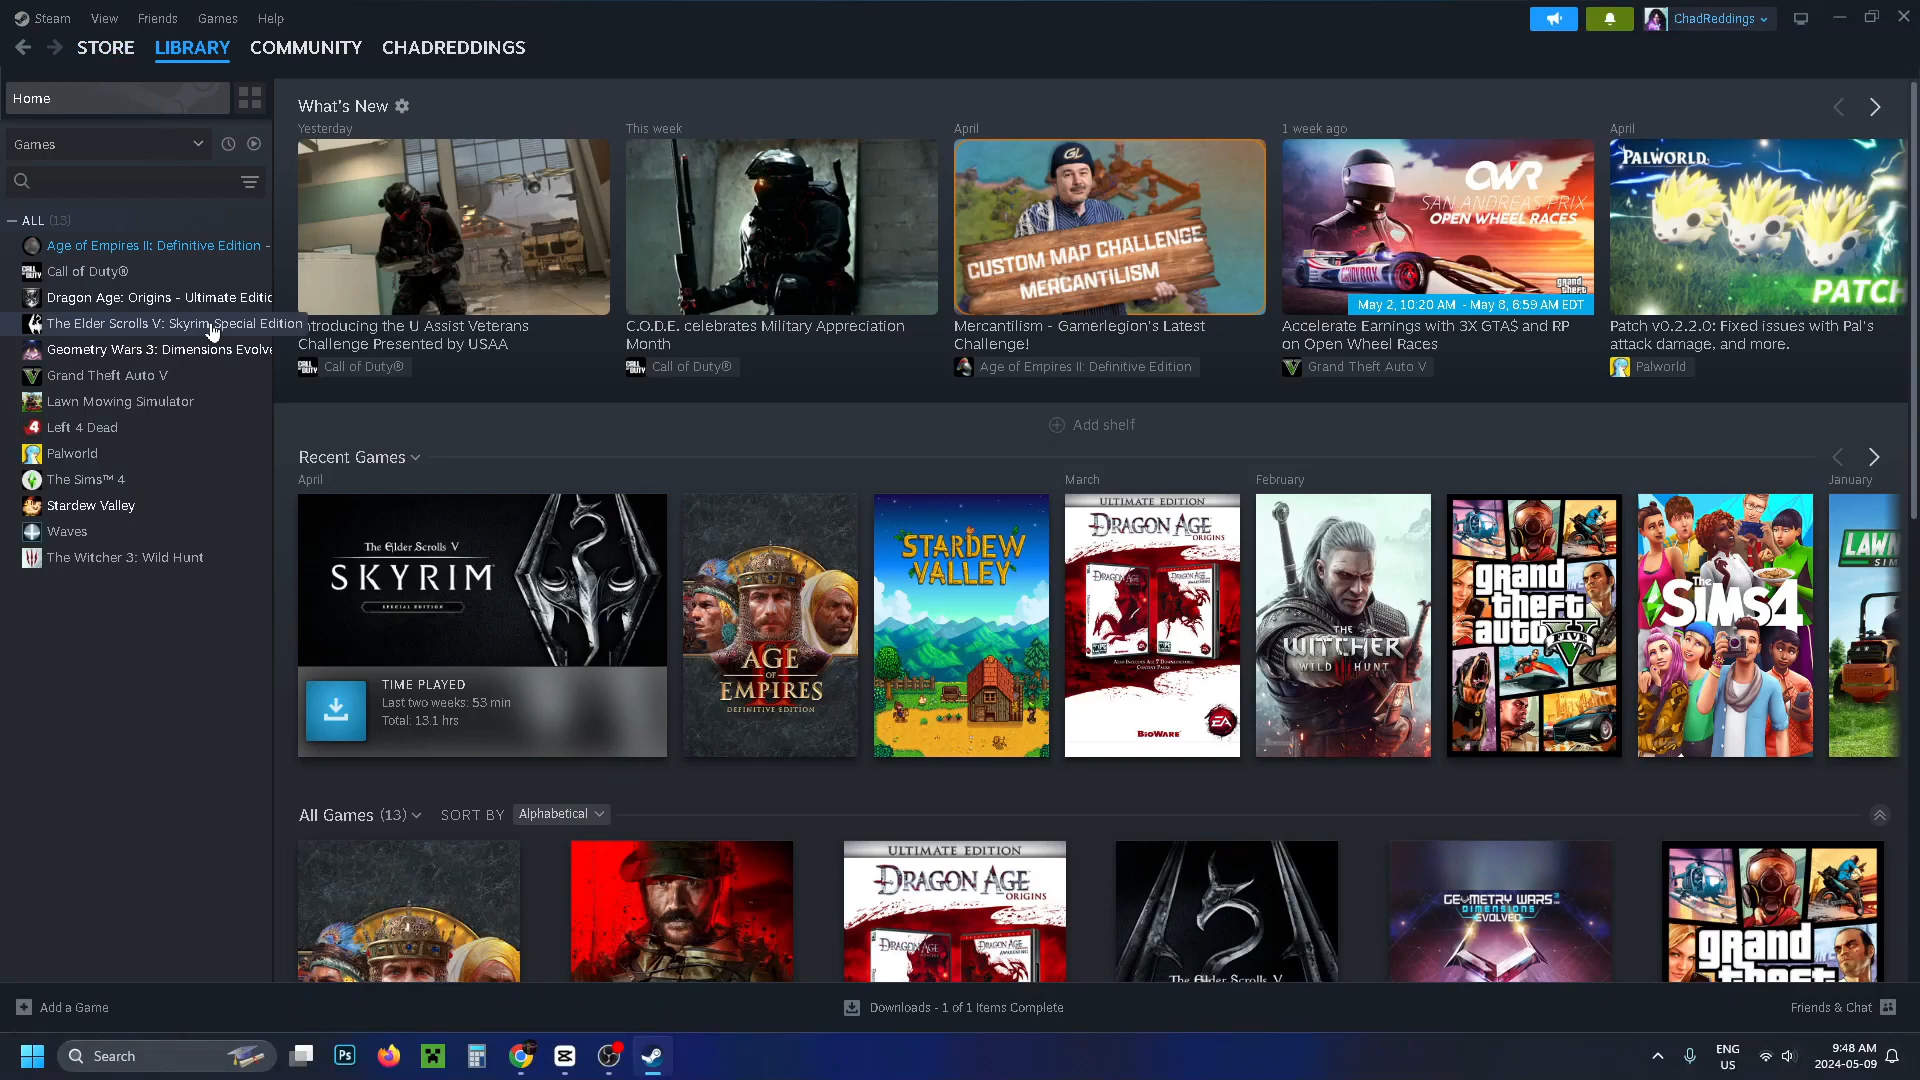 Steam View Friends Games Help ChadReddings
STORE LIBRARY COMMUNITY CHADREDDINGS
Home
Games
ALL (13)
Age of Empires II: Definitive Edition -
Call of Duty®
Dragon Age: Origins - Ultimate Editic
The Elder Scrolls V: Skyrim Special Edition
Geometry Wars 3: Dimensions Evolve
Grand Theft Auto V
Lawn Mowing Simulator
Left 4 Dead
Palworld
The Sims™ 4
Stardew Valley
Waves
The Witcher 3: Wild Hunt
What's New
Yesterday
ntroducing the U Assist Veterans
Challenge Presented by USAA
Call of Duty®
This week
C.O.D.E. celebrates Military Appreciation
Month
Call of Duty®
April
GL
CUSTOM MAP CHALLENGE
MERCANTILISM
Mercantilism - Gamerlegion's Latest
Challenge!
Age of Empires II: Definitive Edition
1 week ago
OWR
SAN ANDREAS PRIX
OPEN WHEEL RACES
grand theft
May 2, 10:20 AM - May 8, 6:59 AM EDT
Accelerate Earnings with 3X GTA$ and RP
on Open Wheel Races
Grand Theft Auto V
April
PALWORLD
PATCH
Patch v0.2.2.0: Fixed issues with Pal's
attack damage, and more.
Palworld
Add shelf
Recent Games
April
The Elder Scrolls V
SKYRIM
SPECIAL EDITION
TIME PLAYED
Last two weeks: 53 min
Total: 13.1 hrs
AGE
OF
EMPIRES
II
DEFINITIVE EDITION
STARDEW
VALLEY
March
ULTIMATE EDITION
DRAGON AGE
ORIGINS
BIOWARE
EA
February
THE
WITCHER
WILD HUNT
grand
theft
auto
V
FIVE
The
SIMS 4
January
LAWN
SIM
All Games (13) SORT BY Alphabetical
ULTIMATE EDITION
DRAGON AGE
ORIGINS
The Elder Scrolls V
GEOMETRY WARS 3
DIMENSIONS
EVOLVED
grand
theft
Add a Game Downloads - 1 of 1 Items Complete Friends & Chat
Search Ps ENG
US
9:48 AM
2024-05-09